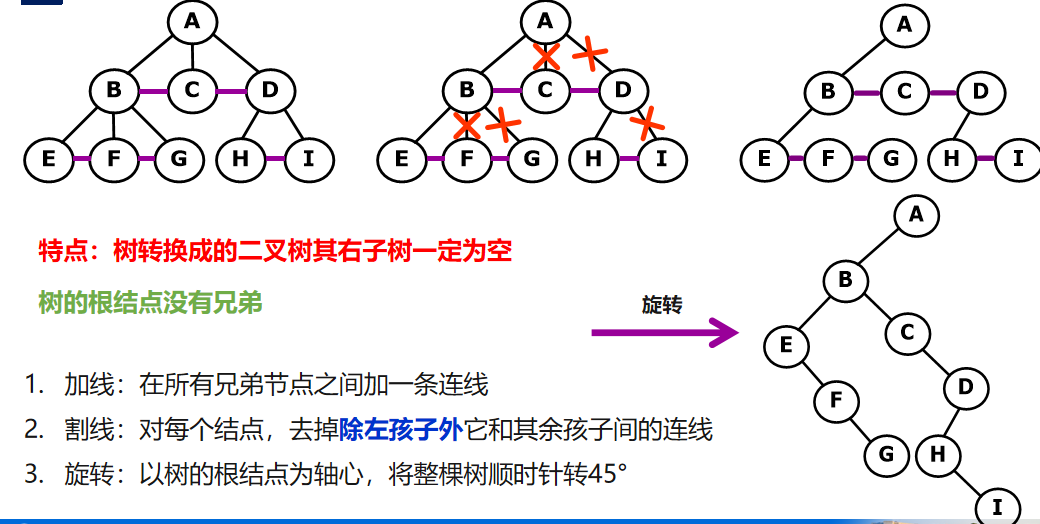 A
A
A
B
C
D
B
C
D
B
C
D
E
F
G
H
I
E
F
G
H
I
E
F
G
H
I
特点：树转换成的二叉树其右子树一定为空
树的根结点没有兄弟
旋转
A
B
E
C
F
D
G
H
I
1. 加线：在所有兄弟节点之间加一条连线
2. 割线：对每个结点，去掉除左孩子外它和其余孩子间的连线
3. 旋转：以树的根结点为轴心，将整棵树顺时针转45°